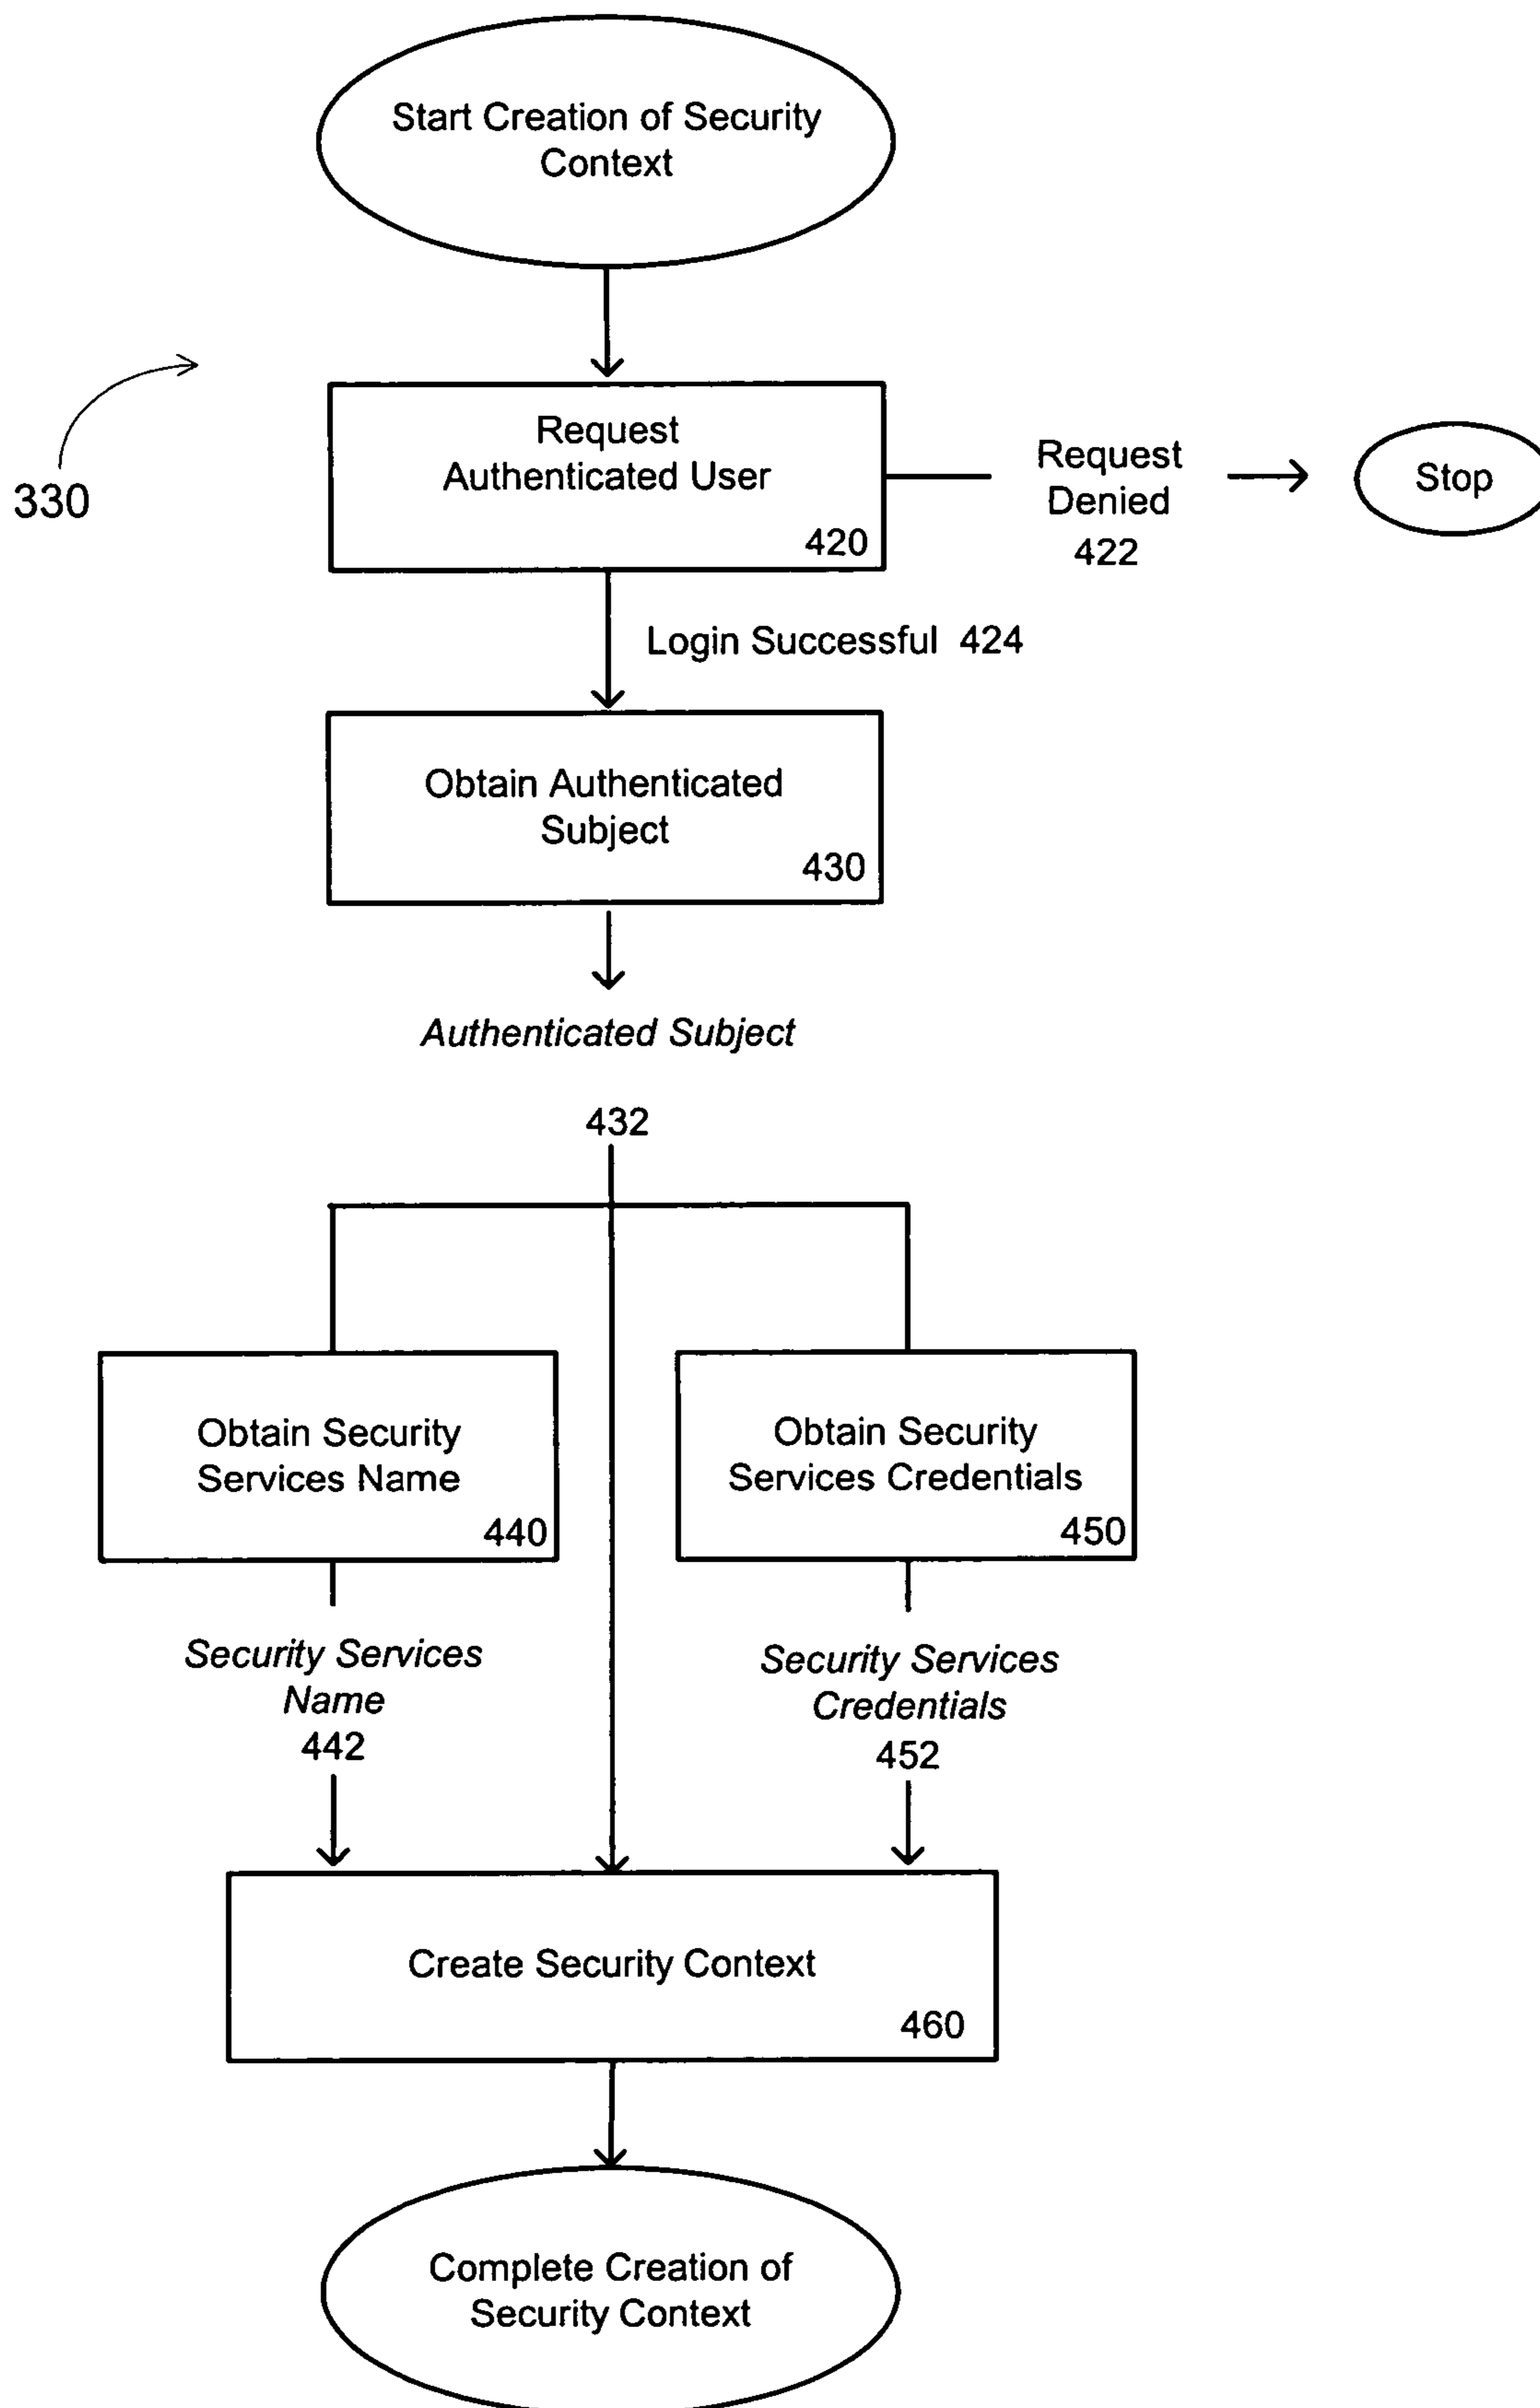 Start Creation of Security
Context
330
Request
Authenticated User
420
Request
Denied
422
Stop
Login Successful 424
Obtain Authenticated
Subject
430
Authenticated Subject
432
Obtain Security
Services Name
440
Obtain Security
Services Credentials
450
Security Services
Name
442
Security Services
Credentials
452
Create Security Context
460
Complete Creation of
Security Context